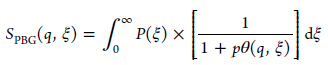 S_PBG(q, ξ) = ∫_0^∞ P(ξ) × [1 / (1 + pθ(q, ξ))] dξ